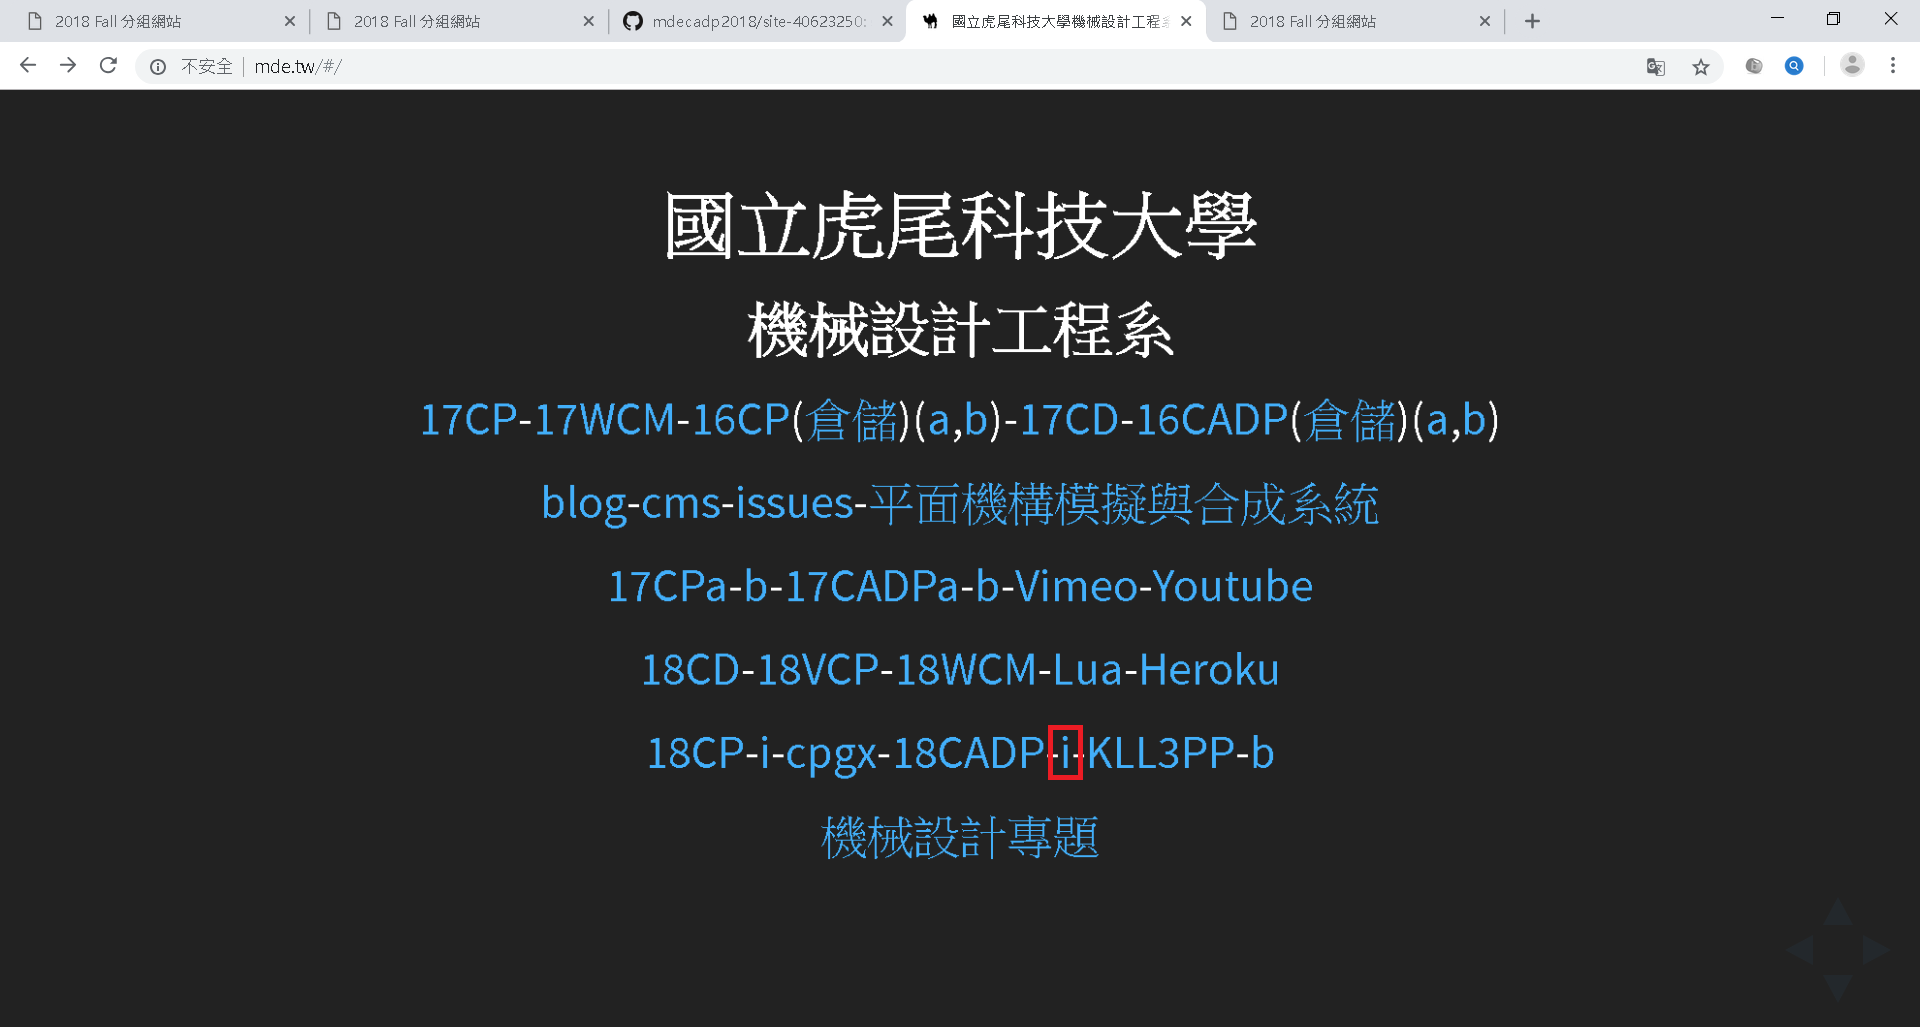 2018 Fall 分組網站
2018 Fall 分組網站
mdecadp2018/site-40623250
國立虎尾科技大學機械設計工程
2018 Fall 分組網站
不安全
mde.tw/#/
國立虎尾科技大學
機械設計工程系
17CP-17WCM-16CP(倉儲)(a,b)-17CD-16CADP(倉儲)(a,b)
blog-cms-issues-平面機構模擬與合成系統
17CPa-b-17CADPa-b-Vimeo-Youtube
18CD-18VCP-18WCM-Lua-Heroku
18CP-i-cpgx-18CADP-i-KLL3PP-b
機械設計專題